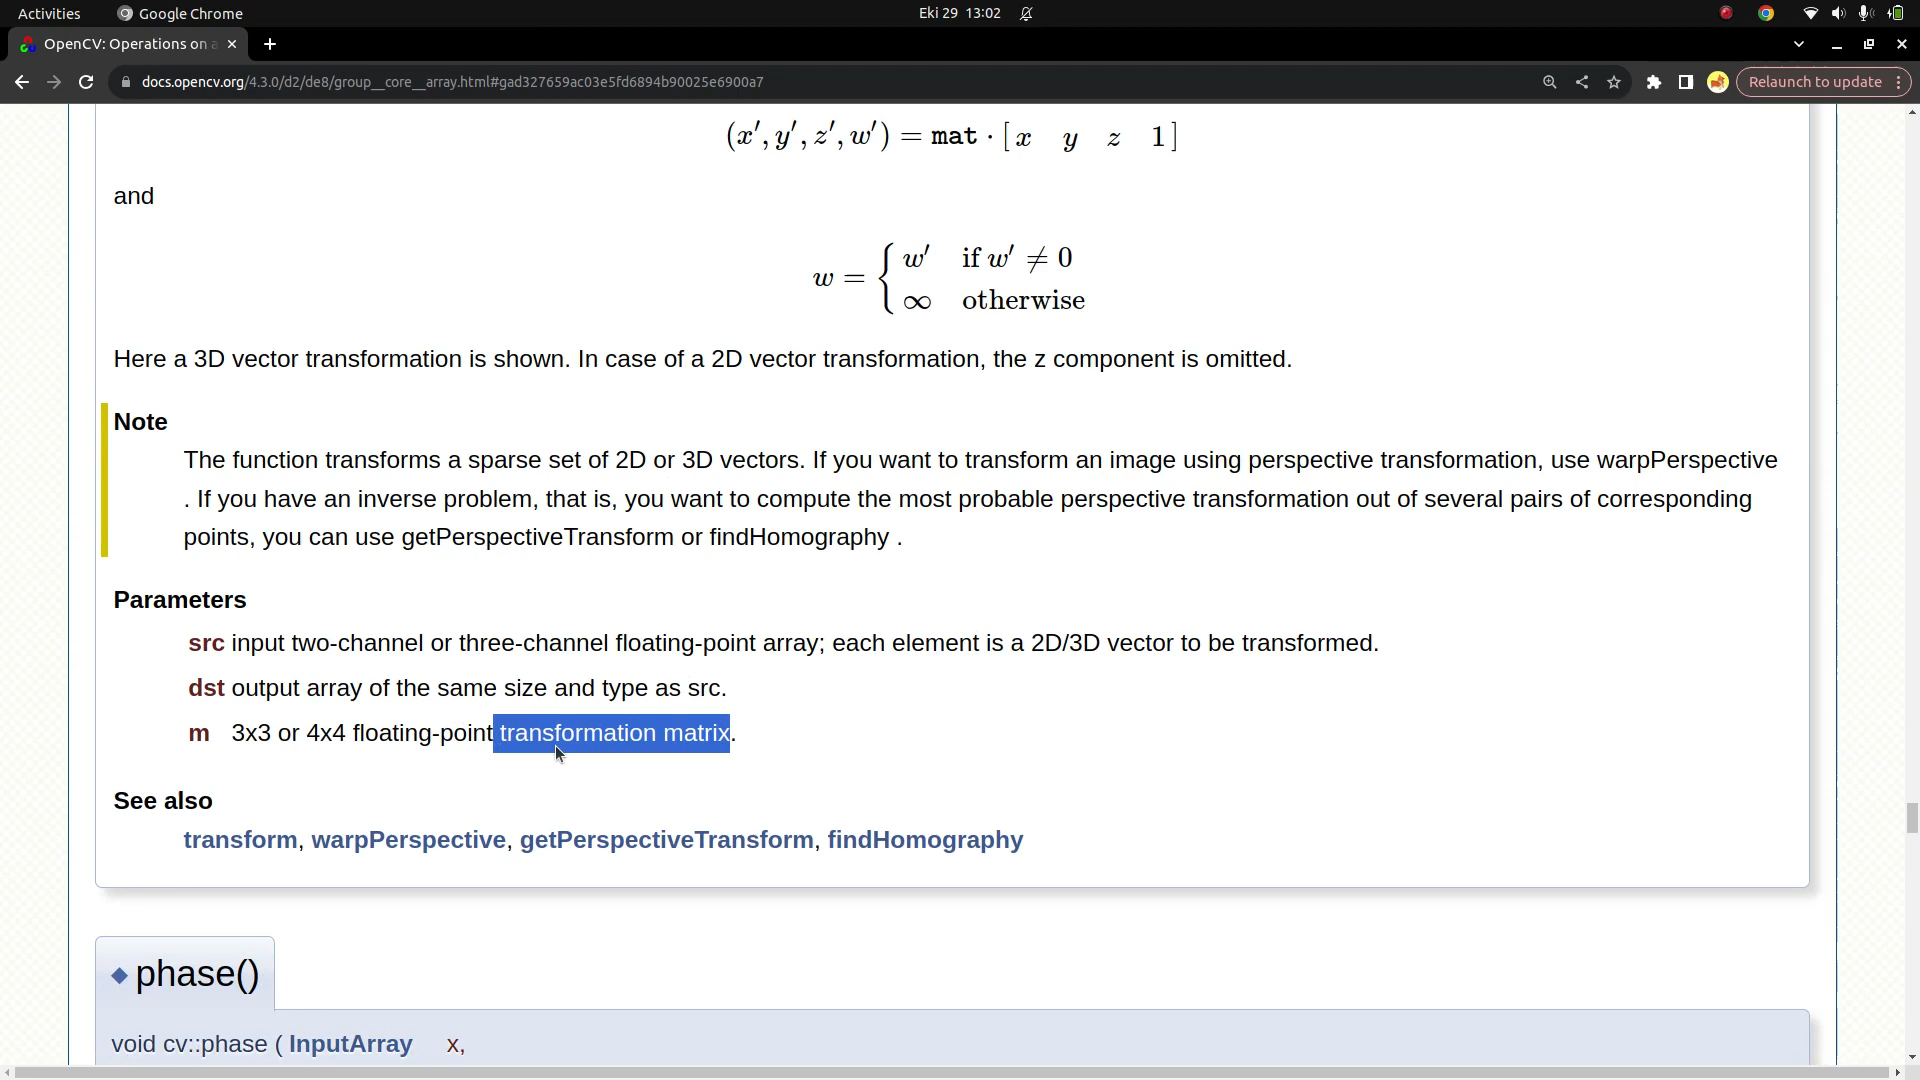 Activities Google Chrome Eki 29 13:02
OpenCV: Operations on a
docs.opencv.org/4.3.0/d2/de8/group__core__array.html#gad327659ac03e5fd6894b90025e6900a7 Relaunch to update
(x′, y′, z′, w′) = mat · [ x y z 1 ]
and
w = { w′ if w′ ≠ 0
∞ otherwise
Here a 3D vector transformation is shown. In case of a 2D vector transformation, the z component is omitted.
Note
The function transforms a sparse set of 2D or 3D vectors. If you want to transform an image using perspective transformation, use warpPerspective
. If you have an inverse problem, that is, you want to compute the most probable perspective transformation out of several pairs of corresponding
points, you can use getPerspectiveTransform or findHomography .
Parameters
src input two-channel or three-channel floating-point array; each element is a 2D/3D vector to be transformed.
dst output array of the same size and type as src.
m 3x3 or 4x4 floating-point transformation matrix.
See also
transform, warpPerspective, getPerspectiveTransform, findHomography
◆ phase()
void cv::phase ( InputArray x,